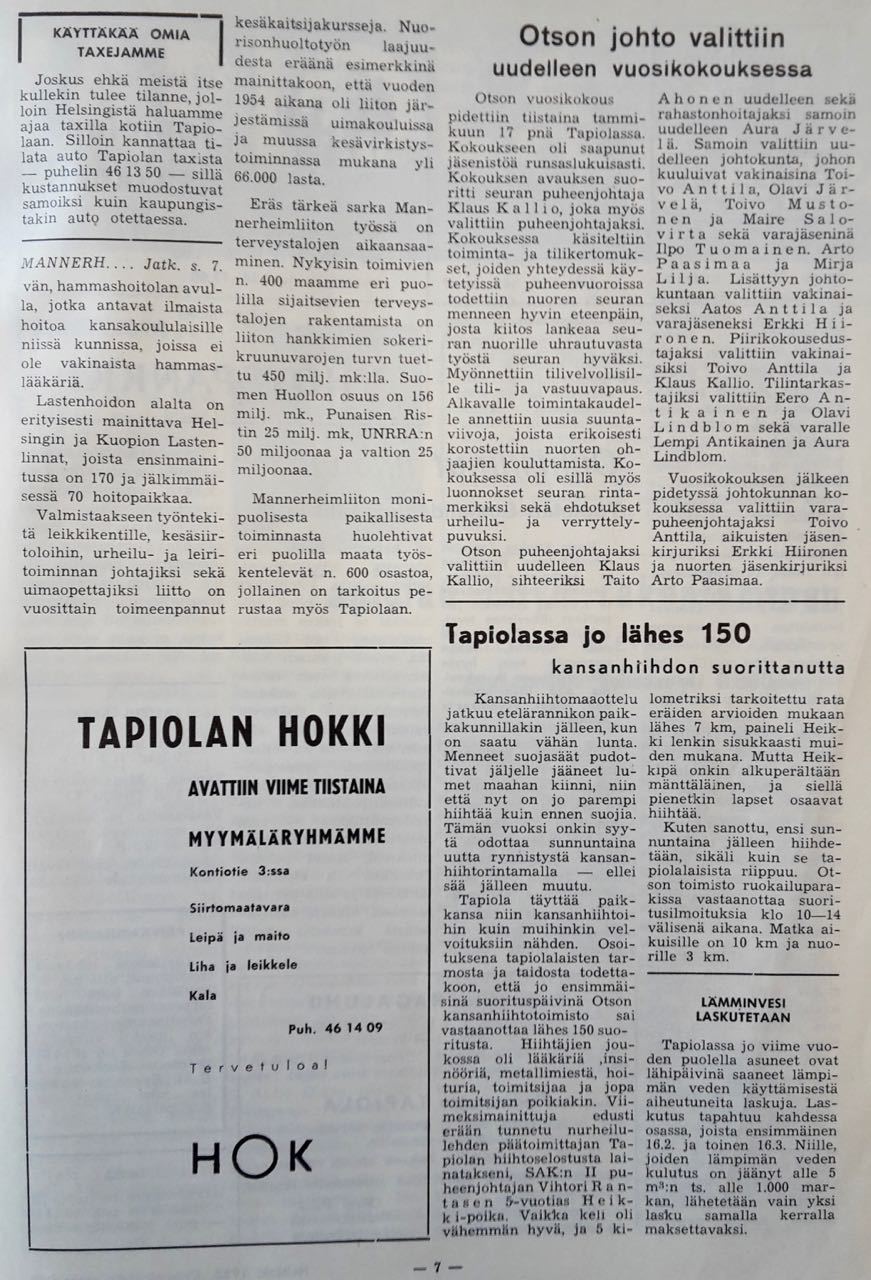 KÄYTTÄKÄÄ OMIA
TAXEJAMME
Joskus ehkä meistä itse
kullekin tulee tilanne, jol-
loin Helsingistä haluamme
ajaa taxilla kotiin Tapio-
laan. Silloin kannattaa ti-
lata auto Tapiolan taxista
— puhelin 46 13 50 — sillä
kustannukset muodostuvat
samoiksi kuin kaupungis-
takin auto otettaessa.
MANNERH.... Jatk. s. 7.
vän, hammashoitolan avul-
la, jotka antavat ilmaista
hoitoa kansakoululaisille
niissä kunnissa, joissa ei
ole vakinaista hammas-
lääkäriä.
Lastenhoidon alalta on
erityisesti mainittava Hel-
singin ja Kuopion Lasten-
linnat, joista ensinmaini-
tussa on 170 ja jälkimmäi-
sessä 70 hoitopaikkaa.
Valmistaakseen työnteki-
tä leikkikentille, kesäsiir-
toloihin, urheilu- ja leiri-
toiminnan johtajiksi sekä
uimaopettajiksi liitto on
vuosittain toimeenpannut
kesäkaitsijakursseja. Nuo-
risonhuoltotyön laajuu-
desta eräänä esimerkkinä
mainittakoon, että vuoden
1954 aikana oli liiton jär-
jestämissä uimakouluissa
ja muussa kesävirkistys-
toiminnassa mukana yli
66.000 lasta.
Eräs tärkeä sarka Man-
nerheimliiton työssä on
terveystalojen aikaansaa-
minen. Nykyisin toimivien
n. 400 maamme eri puo-
lilla sijaitsevien terveys-
talojen rakentamista on
liiton hankkimien sokeri-
kruunuvarojen turvn tuet-
tu 450 milj. mk:lla. Suo-
men Huollon osuus on 156
milj. mk., Punaisen Ris-
tin 25 milj. mk, UNRRA:n
50 miljoonaa ja valtion 25
miljoonaa.
Mannerheimliiton moni-
puolisesta paikallisesta
toiminnasta huolehtivat
eri puolilla maata työs-
kentelevät n. 600 osastoa,
jollainen on tarkoitus pe-
rustaa myös Tapiolaan.
TAPIOLAN HOKKI
AVATTIIN VIIME TIISTAINA
MYYMÄLÄRYHMÄMME
Kontiotie 3:ssa
Siirtomaatavara
Leipä ja maito
Liha ja leikkele
Kala
Puh. 46 14 09
Tervetuloa!
HOK
Otson johto valittiin
uudelleen vuosikokouksessa
Otson vuosikokous
pidettiin tiistaina tammi-
kuun 17 pnä Tapiolassa.
Kokoukseen oli saapunut
jäsenistöä runsaslukuisasti.
Kokouksen avauksen suo-
ritti seuran puheenjohtaja
Klaus Kallio, joka myös
valittiin puheenjohtajaksi.
Kokouksessa käsiteltiin
toiminta- ja tilikertomuk-
set, joiden yhteydessä käy-
tetyissä puheenvuoroissa
todettiin nuoren seuran
menneen hyvin eteenpäin,
josta kiitos lankeaa seu-
ran nuorille uhrautuvasta
työstä seuran hyväksi.
Myönnettiin tilivelvollisil-
le tili- ja vastuuvapaus.
Alkavalle toimintakaudel-
le annettiin uusia suunta-
viivoja, joista erikoisesti
korostettiin nuorten oh-
jaajien kouluttamista. Ko-
kouksessa oli esillä myös
luonnokset seuran rinta-
merkiksi sekä ehdotukset
urheilu- ja verryttely-
puvuksi.
Otson puheenjohtajaksi
valittiin uudelleen Klaus
Kallio, sihteeriksi Taito
Ahonen uudelleen sekä
rahastonhoitajaksi samoin
uudelleen Aura Järve-
lä. Samoin valittiin uu-
delleen johtokunta, johon
kuuluivat vakinaisina Toi-
vo Anttila, Olavi Jär-
velä, Toivo Musto-
nen ja Maire Salo-
virta sekä varajäseninä
Ilpo Tuomainen. Arto
Paasimaa ja Mirja
Lilja. Lisättyyn johto-
kuntaan valittiin vakinai-
seksi Aatos Anttila ja
varajäseneksi Erkki Hii-
ronen. Piirikokousedus-
tajaksi valittiin vakinai-
siksi Toivo Anttila ja
Klaus Kallio. Tilintarkas-
tajiksi valittiin Eero An-
tikainen ja Olavi
Lindblom sekä varalle
Lempi Antikainen ja Aura
Lindblom.
Vuosikokouksen jälkeen
pidetyssä johtokunnan ko-
kouksessa valittiin vara-
puheenjohtajaksi Toivo
Anttila, aikuisten jäsen-
kirjuriksi Erkki Hiironen
ja nuorten jäsenkirjuriksi
Arto Paasimaa.
Tapiolassa jo lähes 150
kansanhiihdon suorittanutta
Kansanhiihtomaaottelu
jatkuu etelärannikon paik-
kakunnillakin jälleen, kun
on saatu vähän lunta.
Menneet suojasäät pudot-
tivat jäljelle jääneet lu-
met maahan kiinni, niin
että nyt on jo parempi
hiihtää kuin ennen suojia.
Tämän vuoksi onkin syy-
tä odottaa sunnuntaina
uutta rynnistystä kansan-
hiihtorintamalla — ellei
sää jälleen muutu.
Tapiola täyttää paik-
kansa niin kansanhiihtoi-
hin kuin muihinkin vel-
voituksiin nähden. Osoi-
tuksena tapiolalaisten tar-
mosta ja taidosta todetta-
koon, että jo ensimmäi-
sinä suorituspäivinä Otson
kansanhiihtotoimisto sai
vastaanottaa lähes 150 suo-
ritusta. Hiihtäjien jou-
kossa oli lääkäriä ,insi-
nööriä, metallimiestä, hoi-
turia, toimitsijaa ja jopa
toimitsijan poikiakin. Vii-
meksimainittuja edusti
erään tunnetu nurheilu-
lehden päätoimittajan Ta-
piolan hiihtoselostusta lai-
natakseni, SAK:n II pu-
heenjohtajan Vihtori Ran-
tasen 5-vuotias Heik-
ki-poika. Vaikka keli oli
vähemmän hyvä, ja 5 ki-
lometriksi tarkoitettu rata
eräiden arvioiden mukaan
lähes 7 km, paineli Heik-
ki lenkin sisukkaasti mui-
den mukana. Mutta Heik-
kipä onkin alkuperältään
mänttäläinen, ja siellä
pienetkin lapset osaavat
hiihtää.
Kuten sanottu, ensi sun-
nuntaina jälleen hiihde-
tään, sikäli kuin se ta-
piolalaisista riippuu. Ot-
son toimisto ruokailupara-
kissa vastaanottaa suori-
tusilmoituksia klo 10—14
välisenä aikana. Matka ai-
kuisille on 10 km ja nuo-
rille 3 km.
LÄMMINVESI
LASKUTETAAN
Tapiolassa jo viime vuo-
den puolella asuneet ovat
lähipäivinä saaneet lämpi-
män veden käyttämisestä
aiheutuneita laskuja. Las-
kutus tapahtuu kahdessa
osassa, joista ensimmäinen
16.2. ja toinen 16.3. Niille,
joiden lämpimän veden
kulutus on jäänyt alle 5
m³:n ts. alle 1.000 mar-
kan, lähetetään vain yksi
lasku samalla kerralla
maksettavaksi.
— 7 —